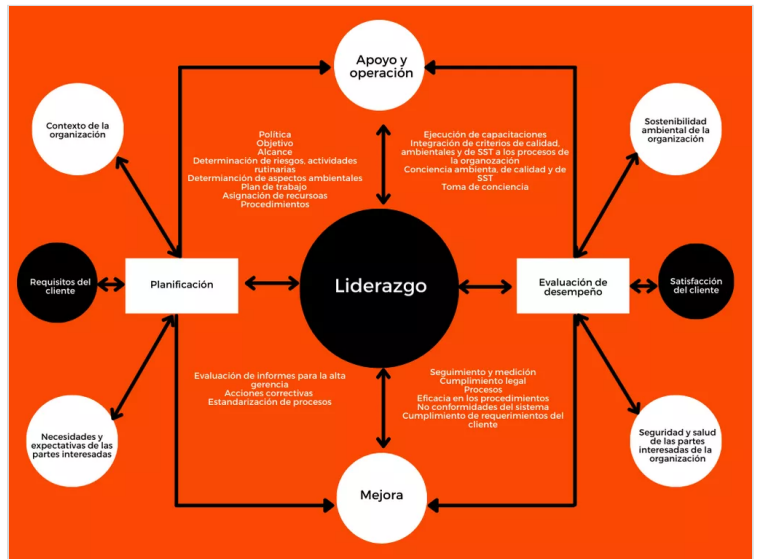 Apoyo y
operación
Contexto de la
organización
Sostenibilidad
ambiental de la
organización
Política
Objetivo
Alcance
Determinación de riesgos, actividades
rutinarias
Determianción de aspectos ambientales
Plan de trabajo
Asignación de recursoas
Procedimientos
Ejecución de capacitaciones
Integración de criterios de calidad,
ambientales y de SST a los procesos de
la organozación
Conciencia ambienta, de calidad y de
SST
Toma de conciencia
Requisitos del
cliente
Planificación
Liderazgo
Evaluación de
desempeño
Satisfacción
del cliente
Evaluación de informes para la alta
gerencia
Acciones correctivas
Estandarización de procesos
Seguimiento y medición
Cumplimiento legal
Procesos
Eficacia en los procedimientos
No conformidades del sistema
Cumplimiento de requerimientos del
cliente
Necesidades y
expectativas de las
partes interesadas
Seguridad y salud
de las partes
interesadas de la
organización
Mejora